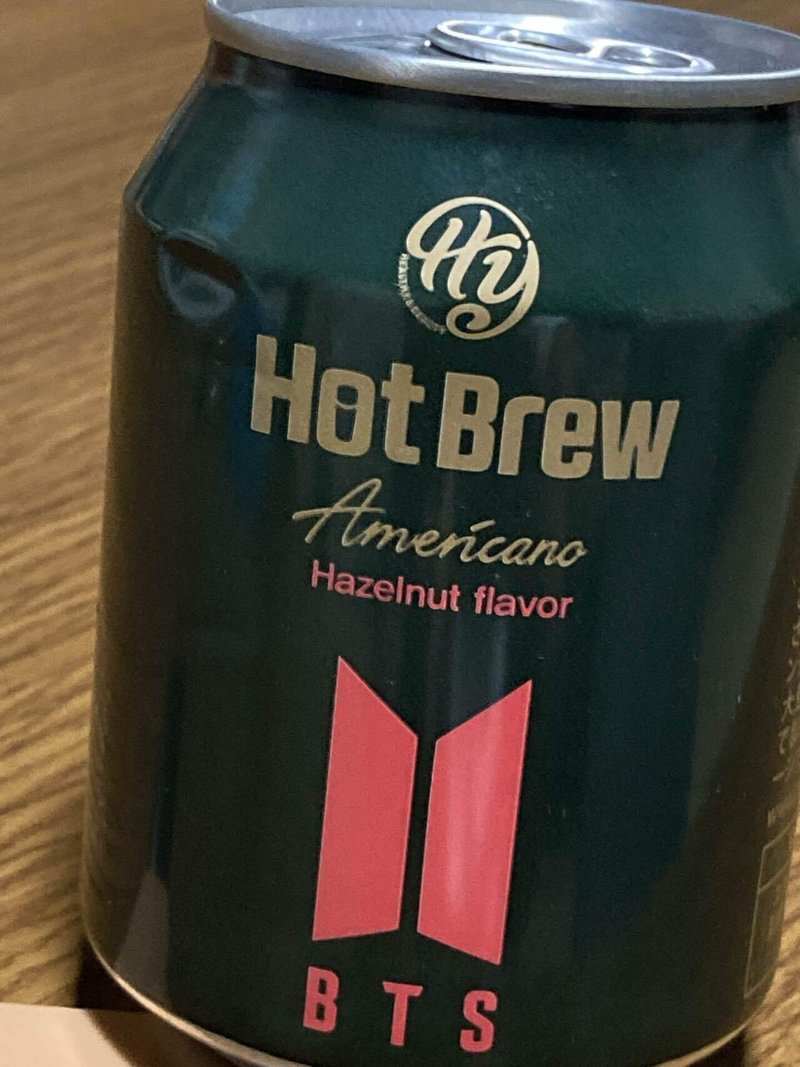 Hy
Hot Brew
Americano
Hazelnut flavor
BTS